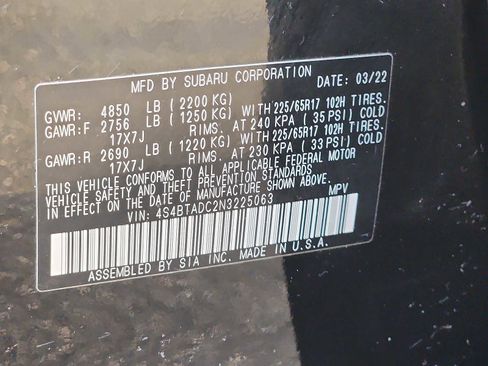 MFD BY SUBARU CORPORATION DATE: 03/22
GVWR: 4850 LB (2200 KG)
GAWR:F 2756 LB (1250 KG) WITH 225/65R17 102H TIRES.
17X7J RIMS. AT 240 KPA (35 PSI) COLD
GAWR:R 2690 LB (1220 KG) WITH 225/65R17 102H TIRES.
17X7J RIMS. AT 230 KPA (33 PSI) COLD
THIS VEHICLE CONFORMS TO ALL APPLICABLE FEDERAL MOTOR
VEHICLE SAFETY AND THEFT PREVENTION STANDARDS
IN EFFECT ON THE DATE OF MANUFACTURE SHOWN ABOVE.
VIN: 4S4BTADC2N3225063 MPV
ASSEMBLED BY SIA INC. MADE IN U.S.A.